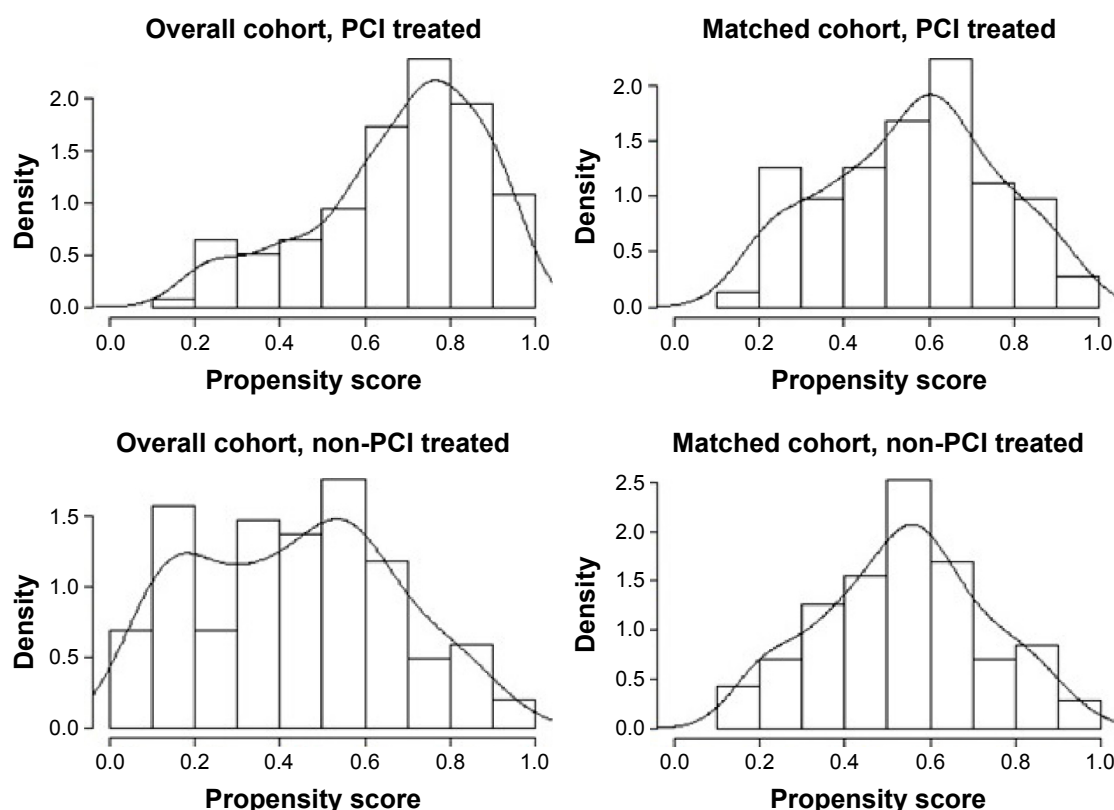 Overall cohort, PCI treated
Density
2.0
1.5
1.0
0.5
0.0
0.0 0.2 0.4 0.6 0.8 1.0
Propensity score
Matched cohort, PCI treated
Density
2.0
1.5
1.0
0.5
0.0
0.0 0.2 0.4 0.6 0.8 1.0
Propensity score
Overall cohort, non-PCI treated
Density
1.5
1.0
0.5
0.0
0.0 0.2 0.4 0.6 0.8 1.0
Propensity score
Matched cohort, non-PCI treated
Density
2.5
2.0
1.5
1.0
0.5
0.0
0.0 0.2 0.4 0.6 0.8 1.0
Propensity score